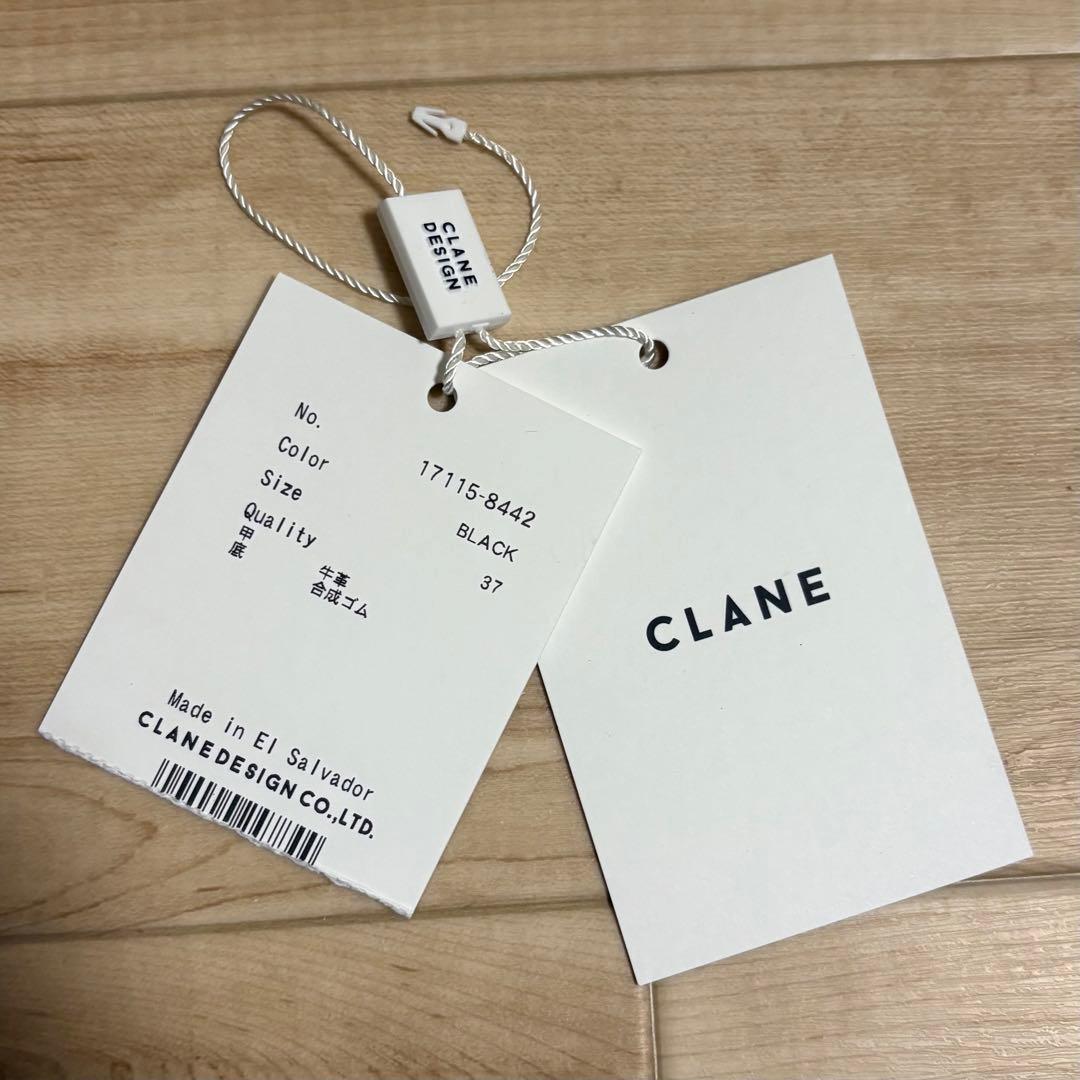 CLANE
DESIGN
No. 17115-8442
Color BLACK
Size 37
Quality
甲 牛革
底 合成ゴム
Made in El Salvador
CLANEDESIGN CO.,LTD.
CLANE